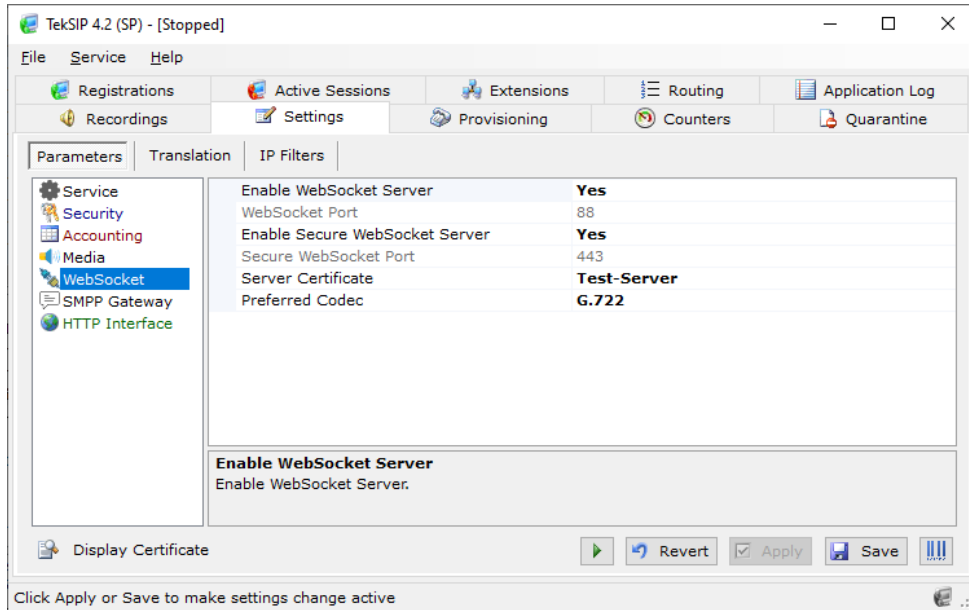 TekSIP 4.2 (SP) - [Stopped]
File Service Help
Registrations Active Sessions Extensions Routing Application Log
Recordings Settings Provisioning Counters Quarantine
Parameters Translation IP Filters
Service
Security
Accounting
Media
WebSocket
SMPP Gateway
HTTP Interface
Enable WebSocket Server Yes
WebSocket Port 88
Enable Secure WebSocket Server Yes
Secure WebSocket Port 443
Server Certificate Test-Server
Preferred Codec G.722
Enable WebSocket Server
Enable WebSocket Server.
Display Certificate Revert Apply Save
Click Apply or Save to make settings change active